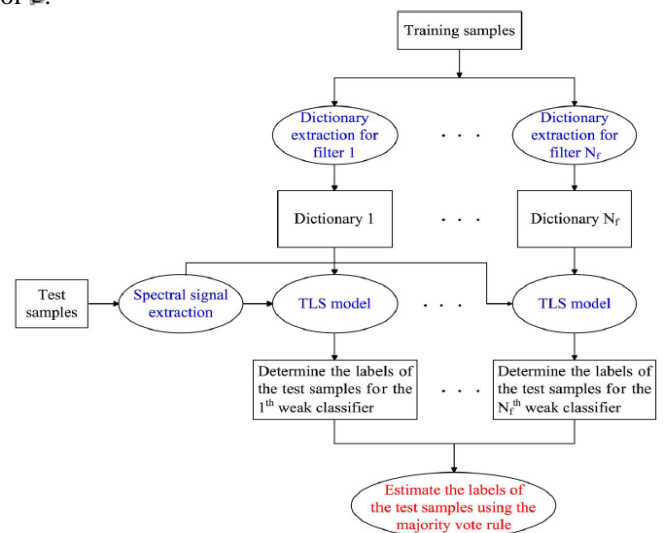 of
Training samples
Dictionary
extraction for
filter 1
. . .
Dictionary
extraction for
filter Nf
Dictionary 1
. . .
Dictionary Nf
Test
samples
Spectral signal
extraction
TLS model
. . .
TLS model
Determine the labels of
the test samples for the
1th weak classifier
. . .
Determine the labels of
the test samples for the
Nfth weak classifier
Estimate the labels of
the test samples using the
majority vote rule